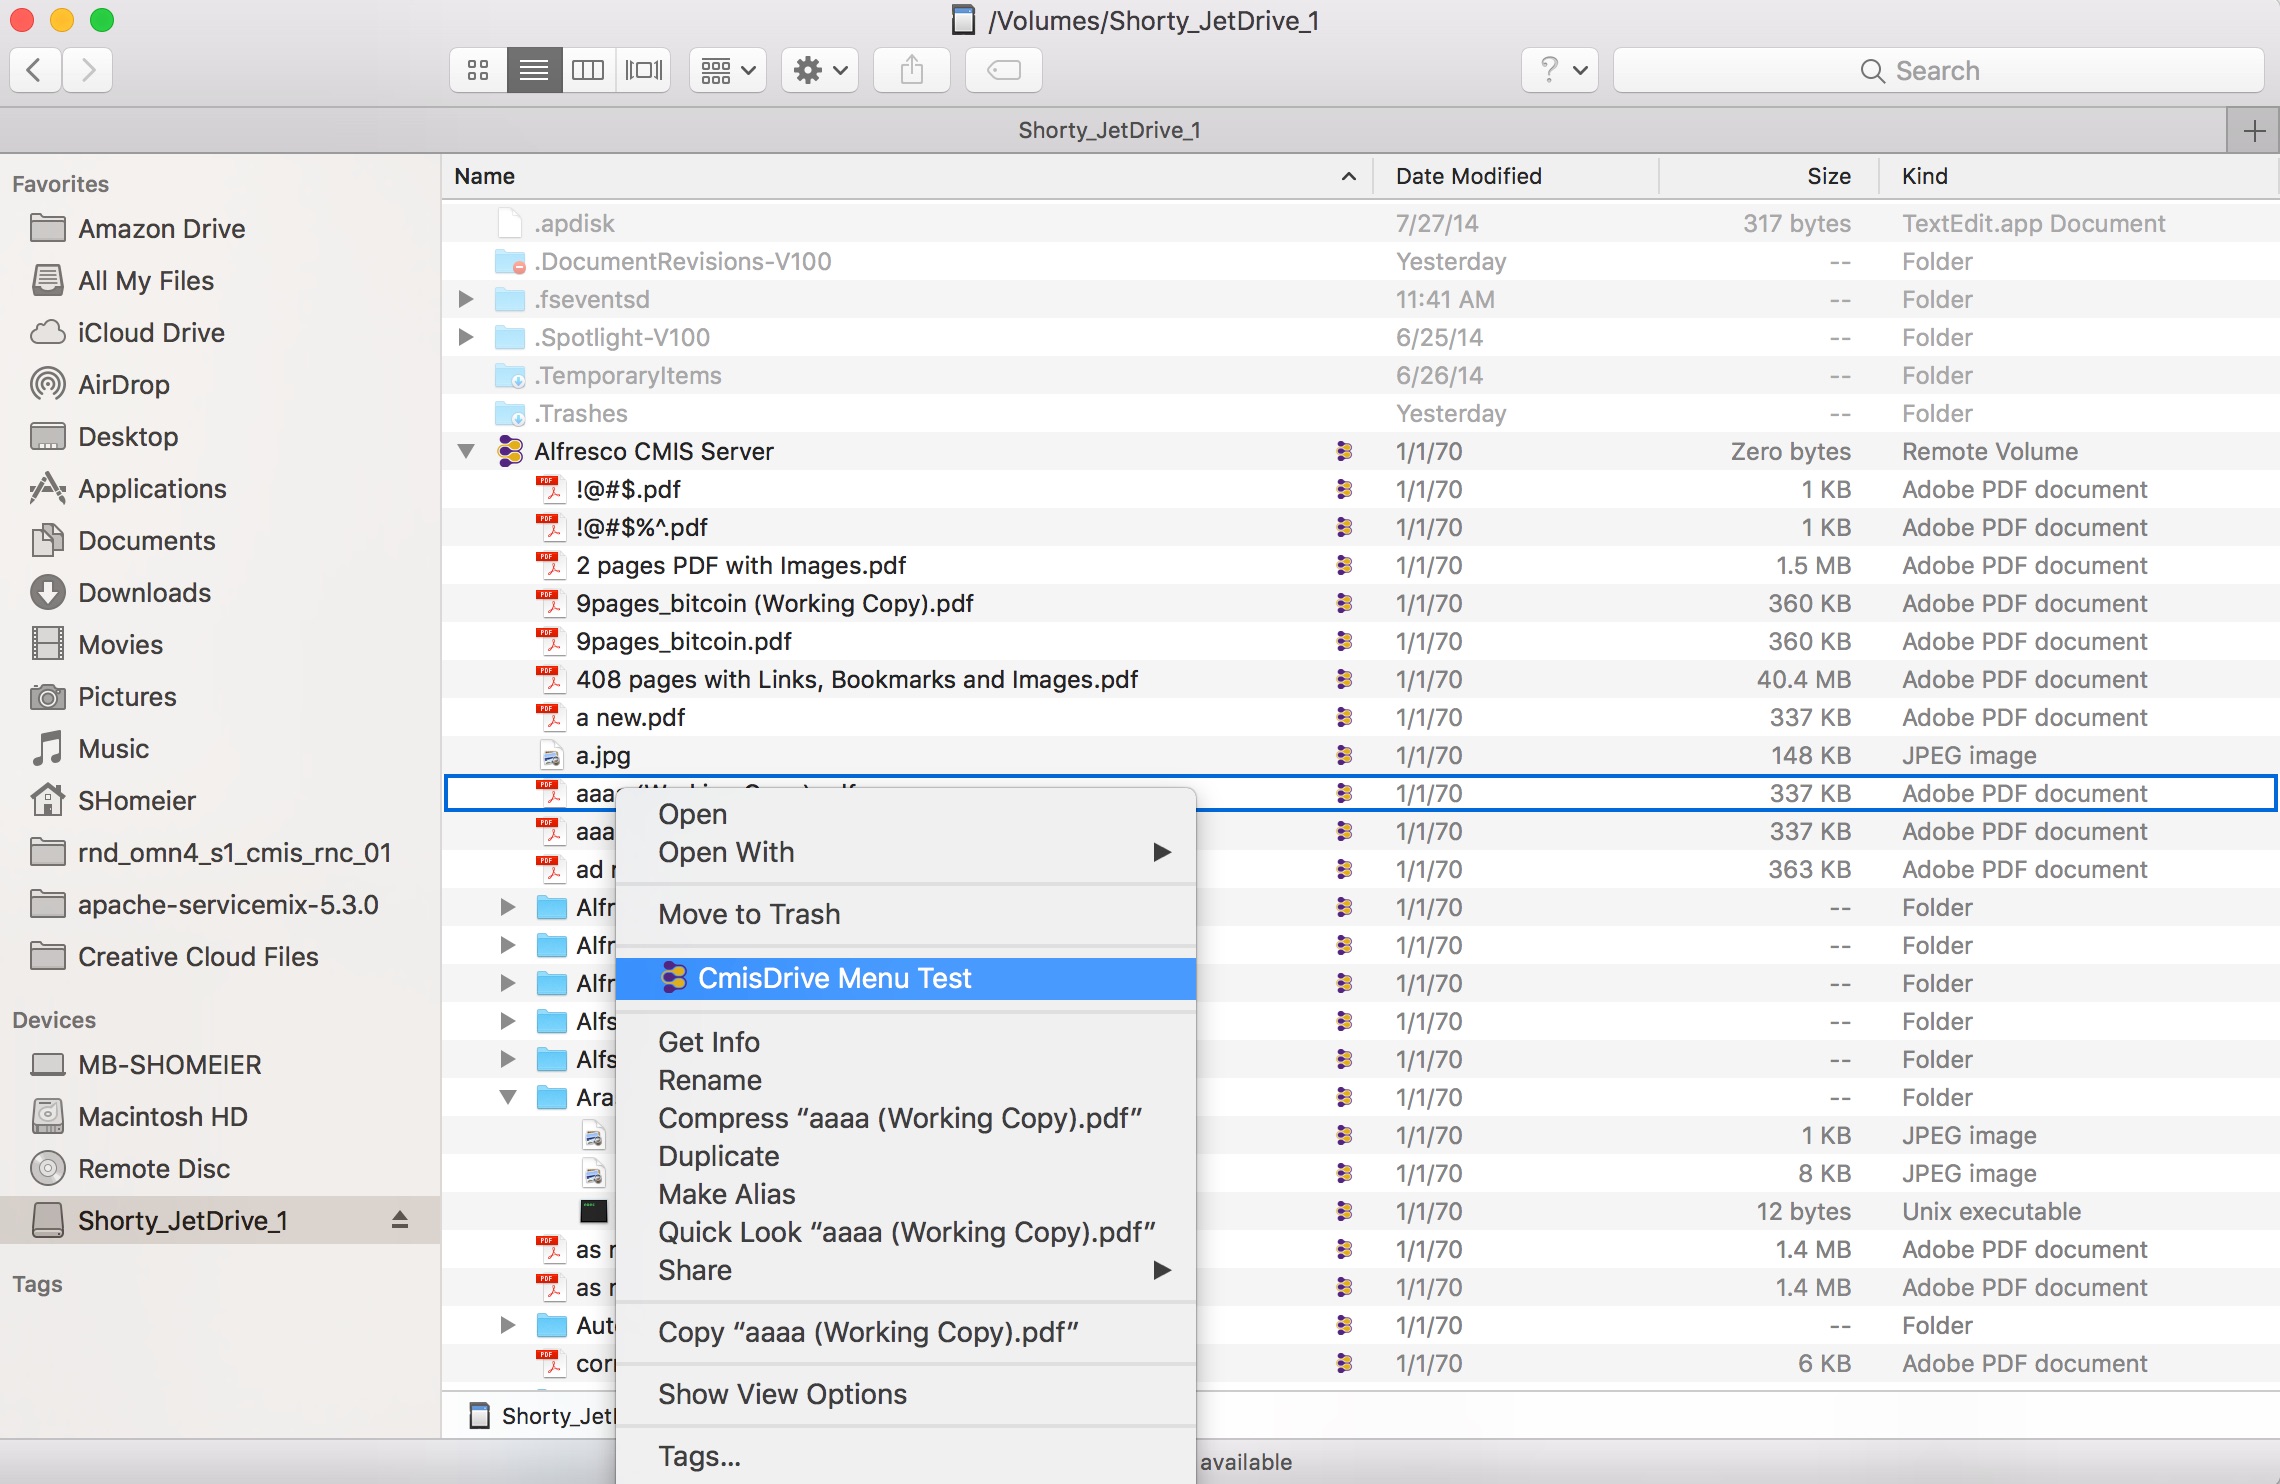 /Volumes/Shorty_JetDrive_1
? Search
Shorty_JetDrive_1
Favorites
Amazon Drive
All My Files
iCloud Drive
AirDrop
Desktop
Applications
Documents
Downloads
Movies
Pictures
Music
SHomeier
rnd_omn4_s1_cmis_rnc_01
apache-servicemix-5.3.0
Creative Cloud Files
Devices
MB-SHOMEIER
Macintosh HD
Remote Disc
Shorty_JetDrive_1
Tags
Name Date Modified Size Kind
.apdisk 7/27/14 317 bytes TextEdit.app Document
.DocumentRevisions-V100 Yesterday -- Folder
.fseventsd 11:41 AM -- Folder
.Spotlight-V100 6/25/14 -- Folder
.TemporaryItems 6/26/14 -- Folder
.Trashes Yesterday -- Folder
Alfresco CMIS Server 1/1/70 Zero bytes Remote Volume
!@#$.pdf 1/1/70 1 KB Adobe PDF document
!@#$%^.pdf 1/1/70 1 KB Adobe PDF document
2 pages PDF with Images.pdf 1/1/70 1.5 MB Adobe PDF document
9pages_bitcoin (Working Copy).pdf 1/1/70 360 KB Adobe PDF document
9pages_bitcoin.pdf 1/1/70 360 KB Adobe PDF document
408 pages with Links, Bookmarks and Images.pdf 1/1/70 40.4 MB Adobe PDF document
a new.pdf 1/1/70 337 KB Adobe PDF document
a.jpg 1/1/70 148 KB JPEG image
1/1/70 337 KB Adobe PDF document
aaa 1/1/70 337 KB Adobe PDF document
ad 1/1/70 363 KB Adobe PDF document
Alfr 1/1/70 -- Folder
Alfr 1/1/70 -- Folder
Alfr 1/1/70 -- Folder
Alfs 1/1/70 -- Folder
Alfs 1/1/70 -- Folder
Ara 1/1/70 -- Folder
1/1/70 1 KB JPEG image
1/1/70 8 KB JPEG image
1/1/70 12 bytes Unix executable
as 1/1/70 1.4 MB Adobe PDF document
as 1/1/70 1.4 MB Adobe PDF document
Aut 1/1/70 -- Folder
cor 1/1/70 6 KB Adobe PDF document
Shorty_Jet
available
Open
Open With
Move to Trash
CmisDrive Menu Test
Get Info
Rename
Compress “aaaa (Working Copy).pdf”
Duplicate
Make Alias
Quick Look “aaaa (Working Copy).pdf”
Share
Copy “aaaa (Working Copy).pdf”
Show View Options
Tags...